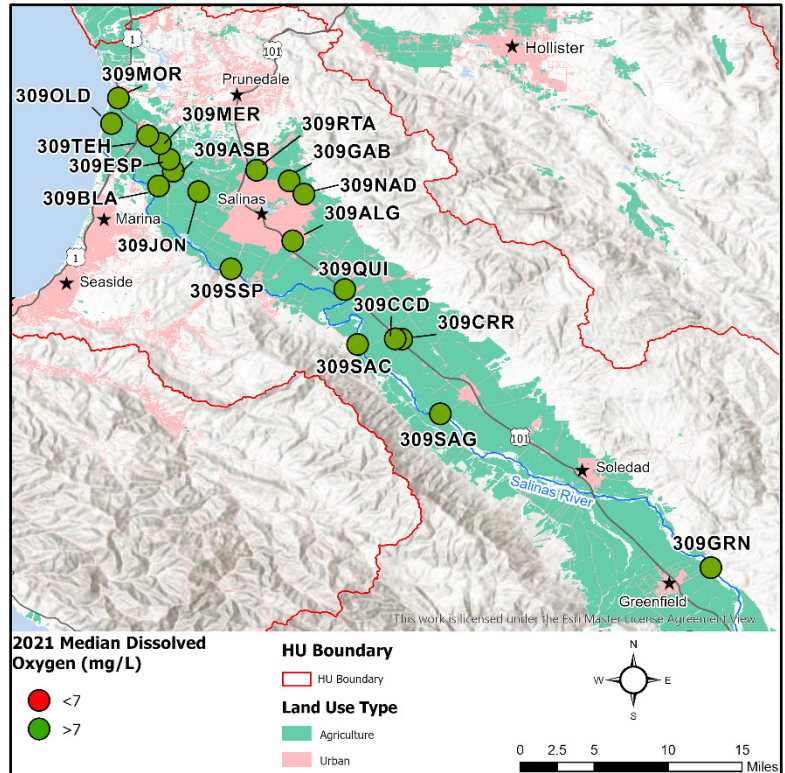 1
101
Hollister
Prunedale
309MOR
309OLD
309MER
309TEH
309RTA
309ESP
309ASB
309GAB
309BLA
309NAD
Salinas
Marina
309ALG
309JON
1
Seaside
309QUI
309SSP
309CCD
309CRR
309SAC
309SAG
101
Soledad
Salinas River
309GRN
Greenfield
This work is licensed under the Esri Master License Agreement.View
2021 Median Dissolved
Oxygen (mg/L)
<7
>7
HU Boundary
HU Boundary
Land Use Type
Agriculture
Urban
N
W E
S
0 2.5 5 10 15
Miles